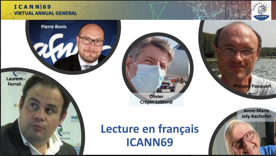 ICANN|69
VIRTUAL ANNUAL GENERAL
Pierre Bonis
afnic
Laurent
Ferrali
Olivier
Crépin-Leblond
Fouquart
Anne-Marie
Joly-Bachollet
Lecture en français
ICANN69